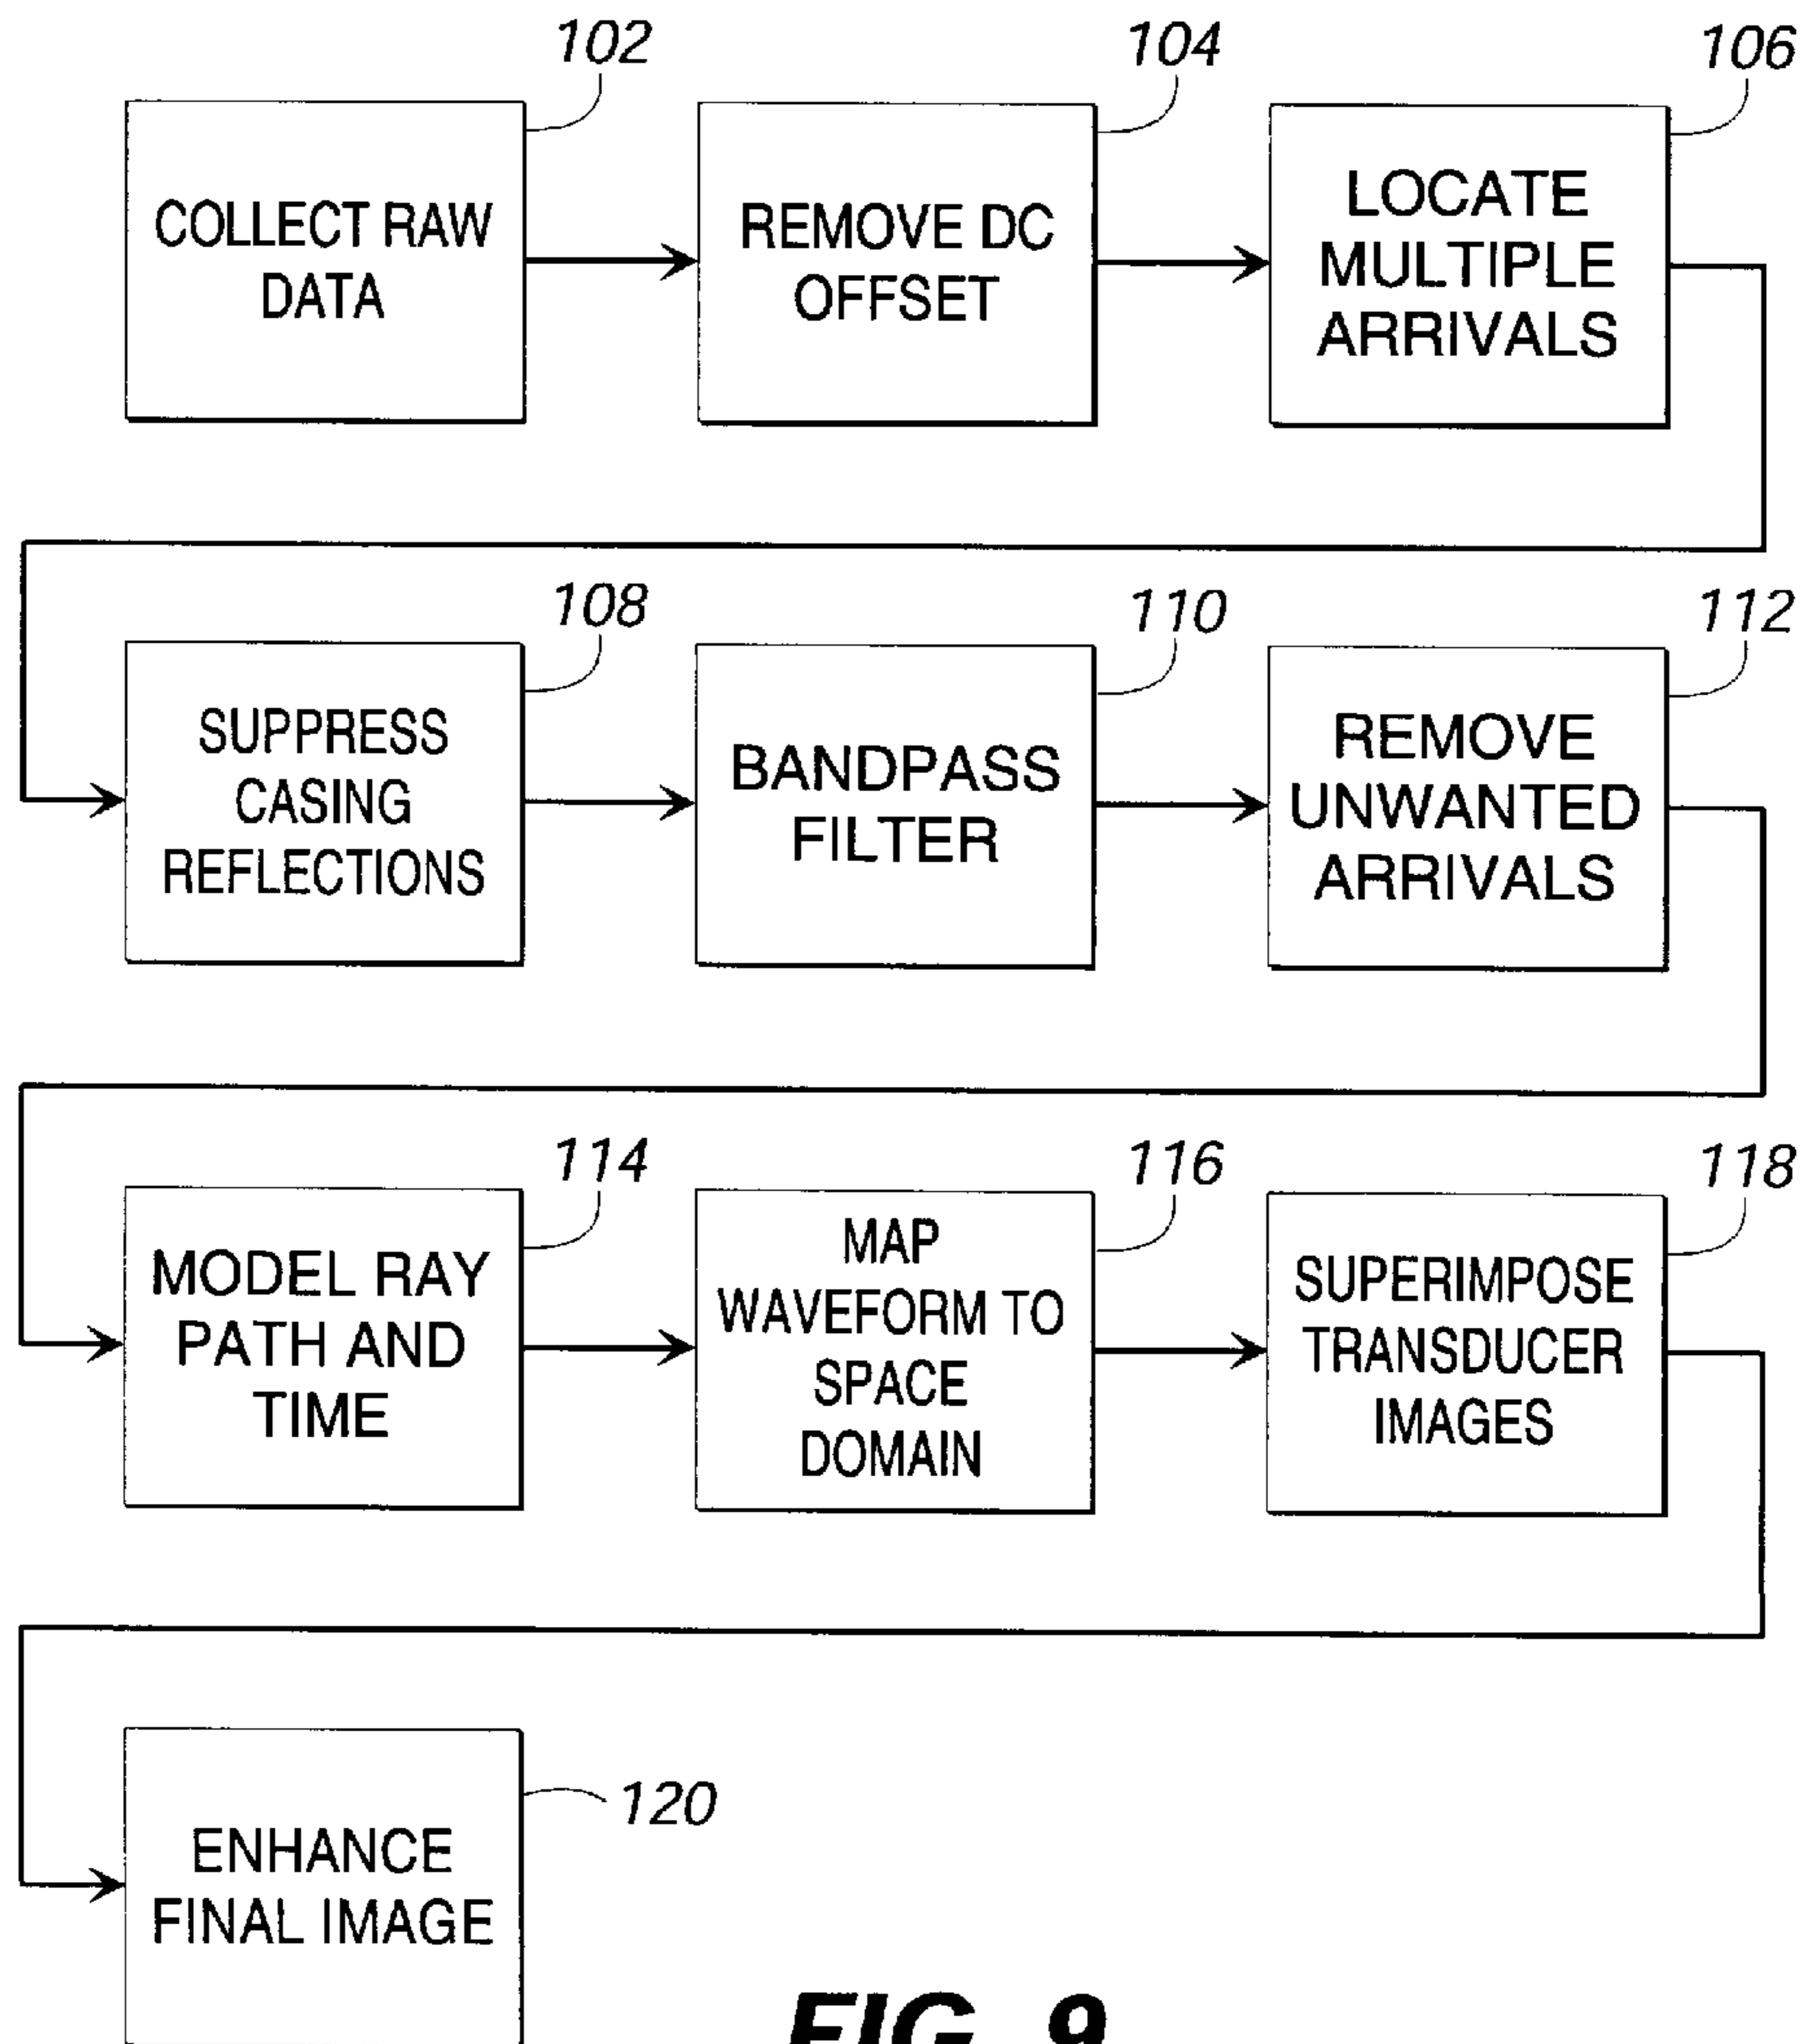 102
104
106
COLLECT RAW
DATA
REMOVE DC
OFFSET
LOCATE
MULTIPLE
ARRIVALS
108
110
112
SUPPRESS
CASING
REFLECTIONS
BANDPASS
FILTER
REMOVE
UNWANTED
ARRIVALS
114
116
118
MODEL RAY
PATH AND
TIME
MAP
WAVEFORM TO
SPACE
DOMAIN
SUPERIMPOSE
TRANSDUCER
IMAGES
120
ENHANCE
FINAL IMAGE
FIG. 9